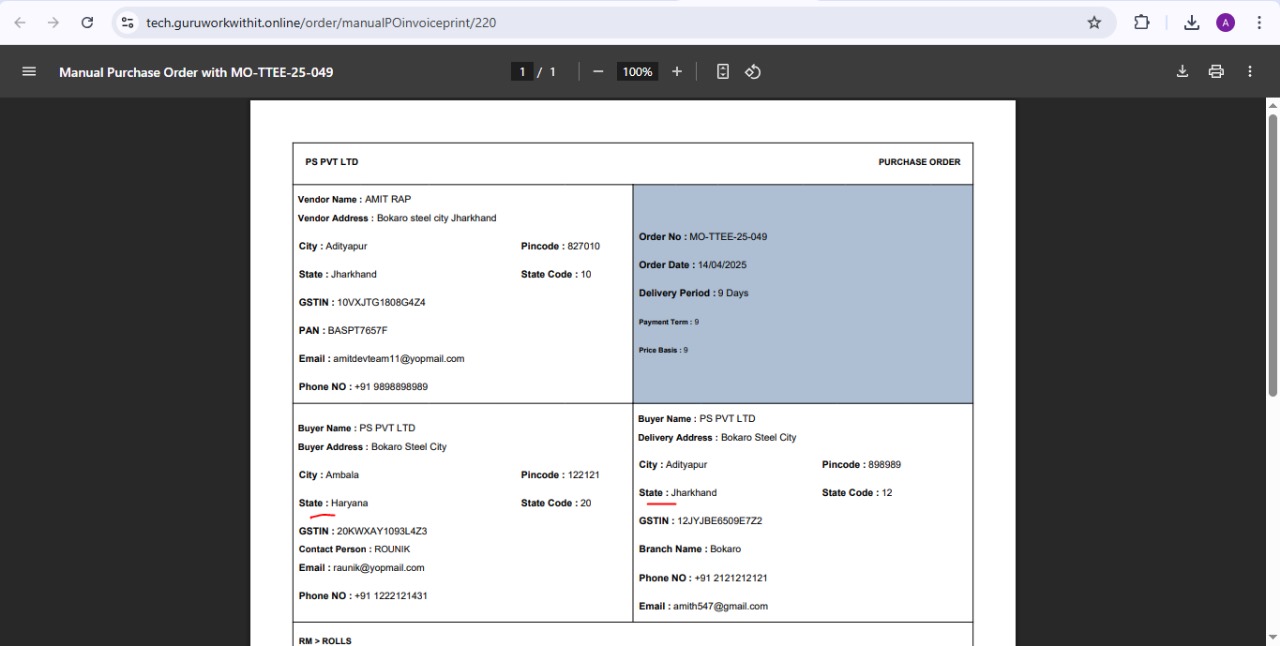 tech.guruworkwithit.online/order/manualPOinvoiceprint/220
A
Manual Purchase Order with MO-TTEE-25-049
1 / 1
100%
PS PVT LTD
PURCHASE ORDER
Vendor Name : AMIT RAP
Vendor Address : Bokaro steel city Jharkhand
City : Adityapur Pincode : 827010
State : Jharkhand State Code : 10
GSTIN : 10VXJTG1808G4Z4
PAN : BASPT7657F
Email : amitdevteam11@yopmail.com
Phone NO : +91 9898898989
Order No : MO-TTEE-25-049
Order Date : 14/04/2025
Delivery Period : 9 Days
Payment Term : 9
Price Basis : 9
Buyer Name : PS PVT LTD
Buyer Address : Bokaro Steel City
City : Ambala Pincode : 122121
State : Haryana State Code : 20
GSTIN : 20KWXAY1093L4Z3
Contact Person : ROUNIK
Email : raunik@yopmail.com
Phone NO : +91 1222121431
Buyer Name : PS PVT LTD
Delivery Address : Bokaro Steel City
City : Adityapur Pincode : 898989
State : Jharkhand State Code : 12
GSTIN : 12JYJBE6509E7Z2
Branch Name : Bokaro
Phone NO : +91 2121212121
Email : amith547@gmail.com
RM > ROLLS